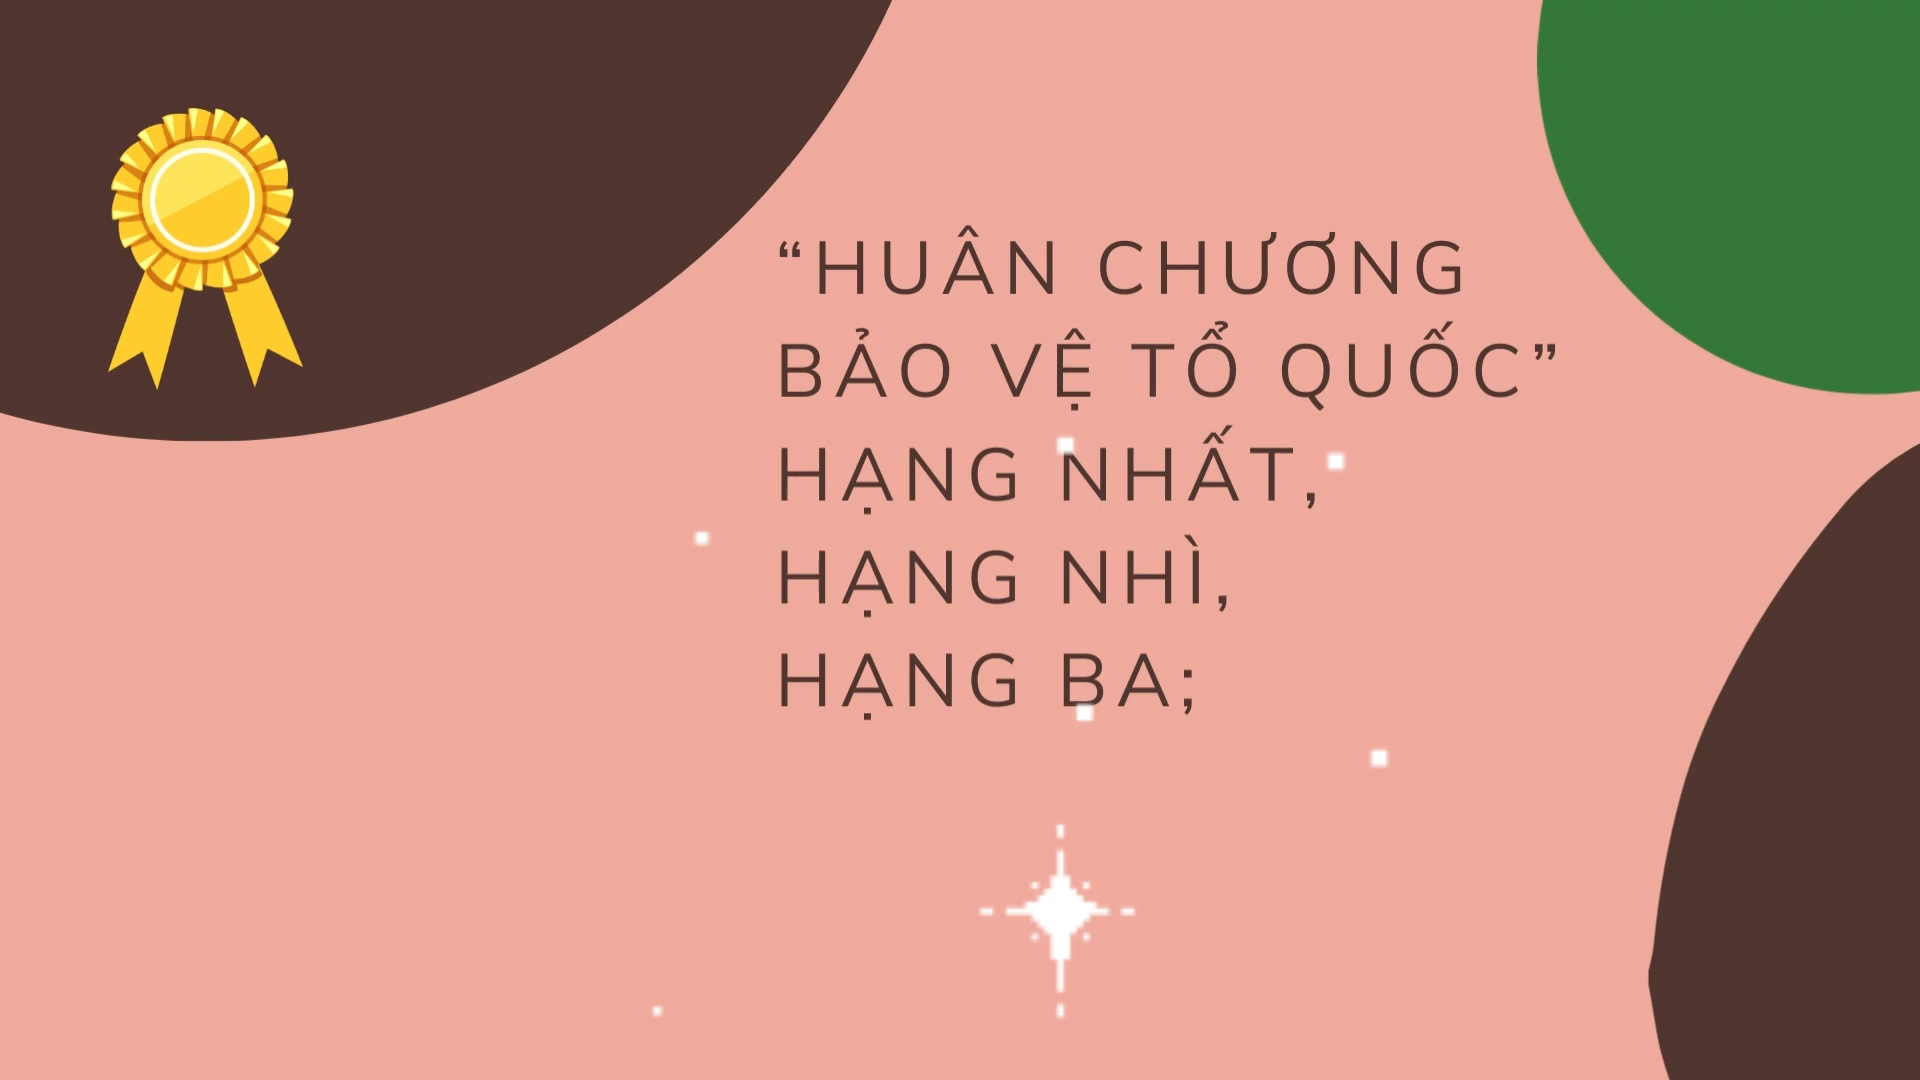 “HUÂN CHƯƠNG
BẢO VỆ TỔ QUỐC”
HẠNG NHẤT,
HẠNG NHÌ,
HẠNG BA;